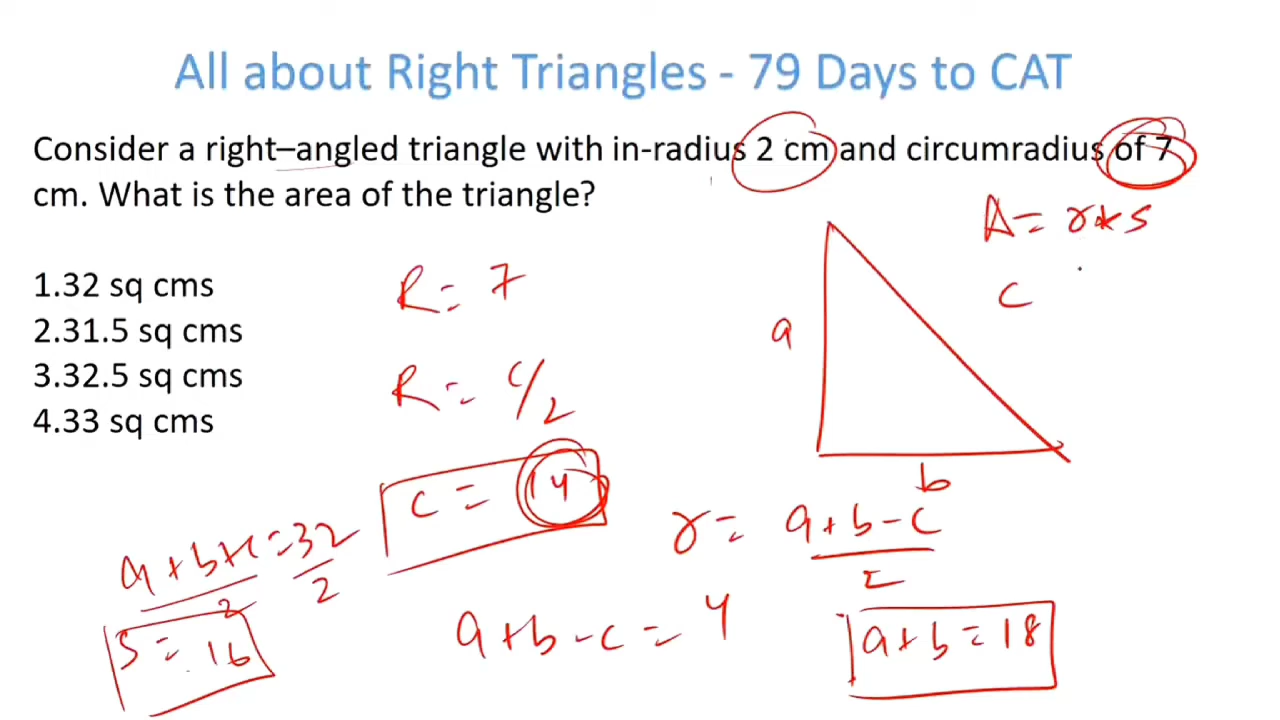 All about Right Triangles - 79 Days to CAT
Consider a right–angled triangle with in-radius 2 cm and circumradius of 7
cm. What is the area of the triangle?
A = r*s
1.32 sq cms
R = 7
c
2.31.5 sq cms
a
3.32.5 sq cms
R = c/2
4.33 sq cms
b
c = 14
r = a+b-c/2
a+b+c/2 = 32/2
a+b-c = 4
a+b = 18
s = 16